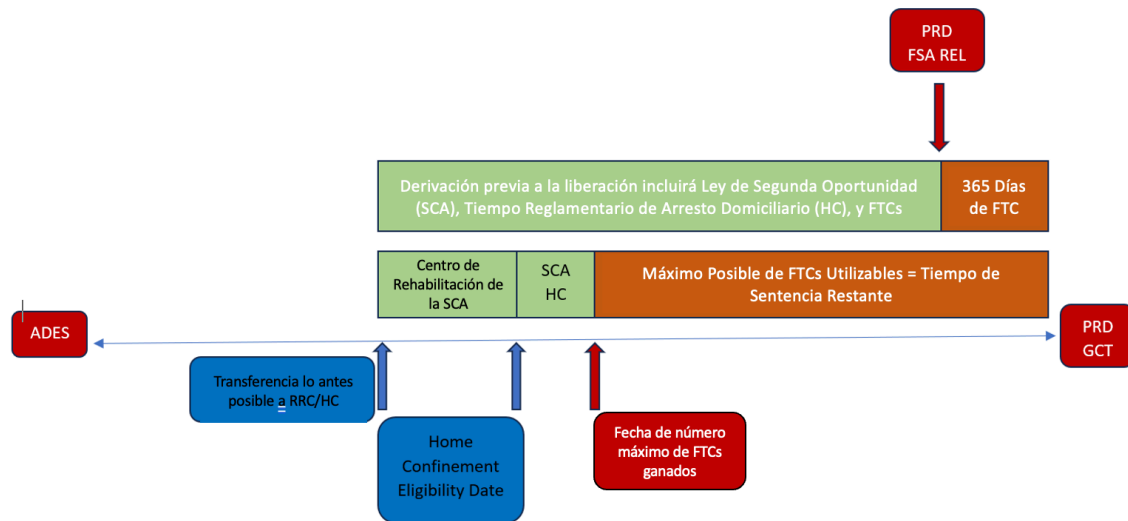 PRD
FSA REL
Derivación previa a la liberación incluirá Ley de Segunda Oportunidad
(SCA), Tiempo Reglamentario de Arresto Domiciliario (HC), y FTCs
365 Días
de FTC
Centro de
Rehabilitación de
la SCA
SCA
HC
Máximo Posible de FTCs Utilizables = Tiempo de
Sentencia Restante
ADES
PRD
GCT
Transferencia lo antes
posible a RRC/HC
Home
Confinement
Eligibility Date
Fecha de número
máximo de FTCs
ganados